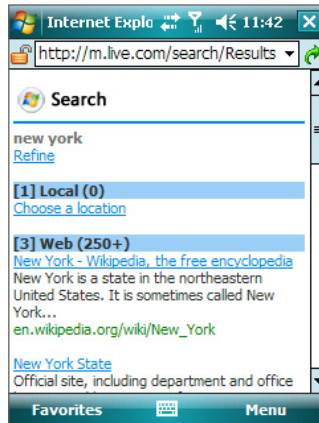 Internet Explo 11:42
http://m.live.com/search/Results
Search
new york
Refine
[1] Local (0)
Choose a location
[3] Web (250+)
New York - Wikipedia, the free encyclopedia
New York is a state in the northeastern
United States. It is sometimes called New
York...
en.wikipedia.org/wiki/New_York
New York State
Official site, including department and office
Favorites Menu